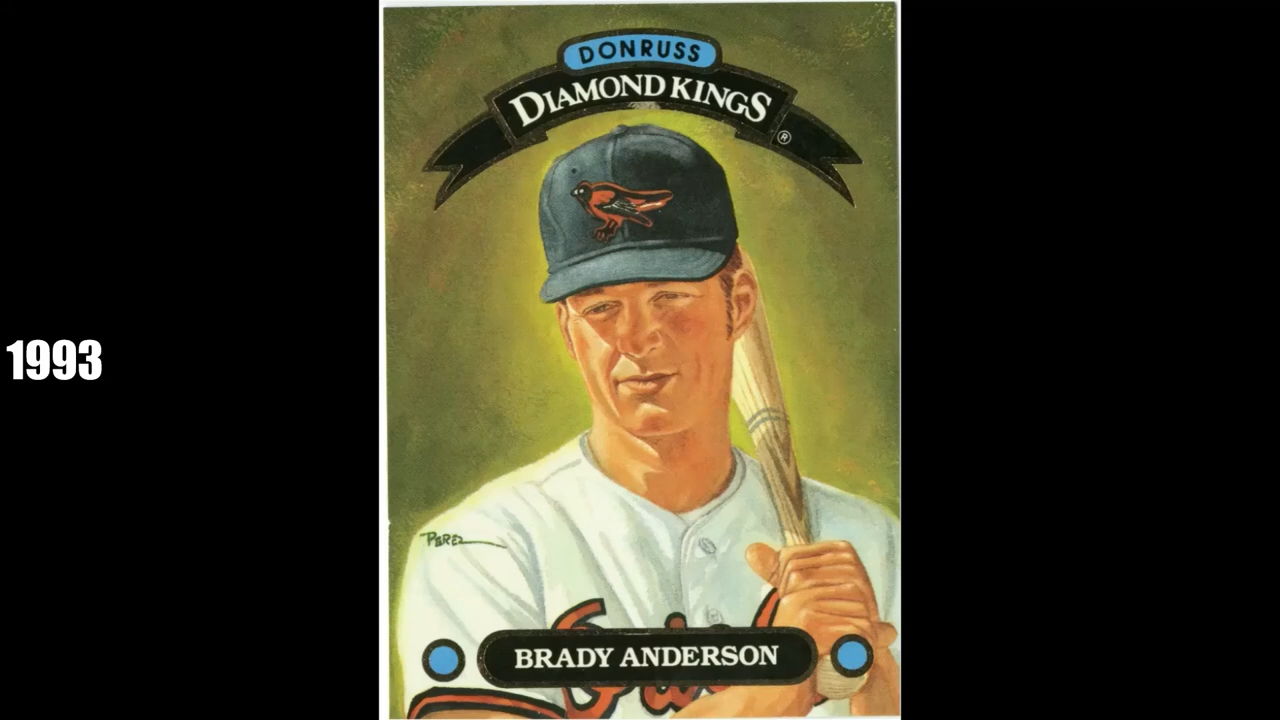 DONRUSS
DIAMOND KINGS
®
1993
PEREZ
BRADY ANDERSON